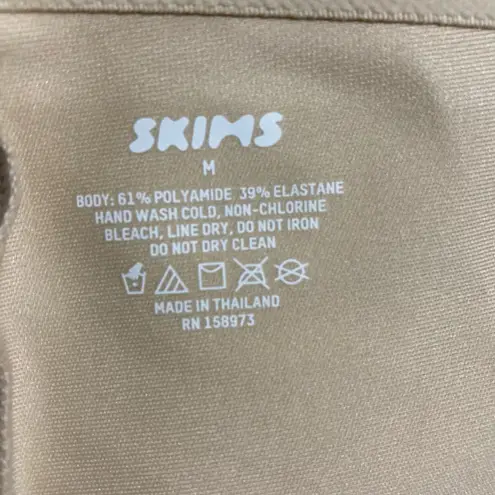 SKIMS
M
BODY: 61% POLYAMIDE 39% ELASTANE
HAND WASH COLD, NON-CHLORINE
BLEACH, LINE DRY, DO NOT IRON
DO NOT DRY CLEAN
MADE IN THAILAND
RN 158973